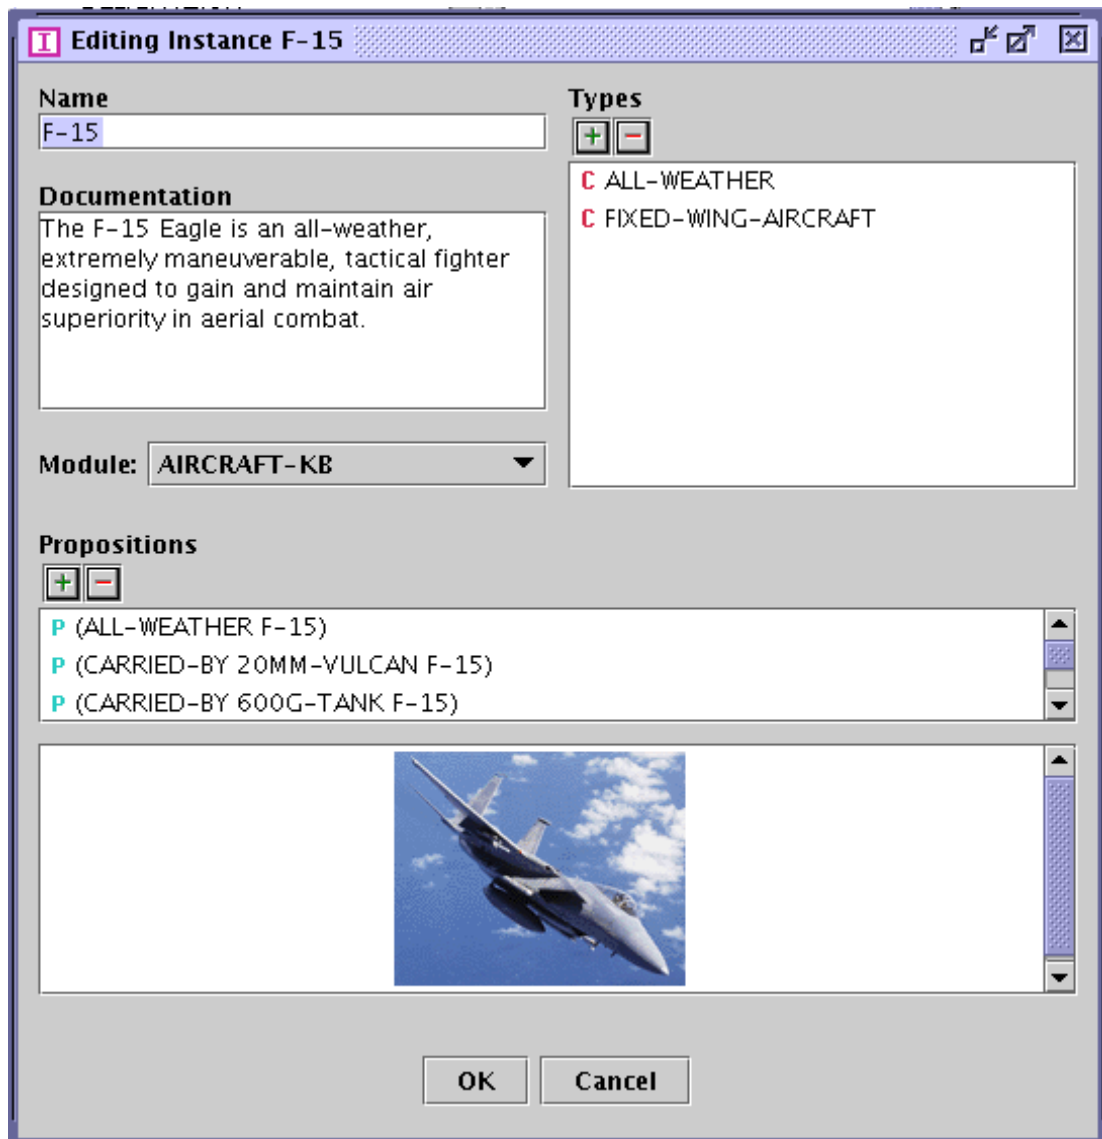 Editing Instance F-15
Name
F-15
Documentation
The F-15 Eagle is an all-weather,
extremely maneuverable, tactical fighter
designed to gain and maintain air
superiority in aerial combat.
Module: AIRCRAFT-KB
Types
+ -
C ALL-WEATHER
C FIXED-WING-AIRCRAFT
Propositions
+ -
P (ALL-WEATHER F-15)
P (CARRIED-BY 20MM-VULCAN F-15)
P (CARRIED-BY 600G-TANK F-15)
OK Cancel